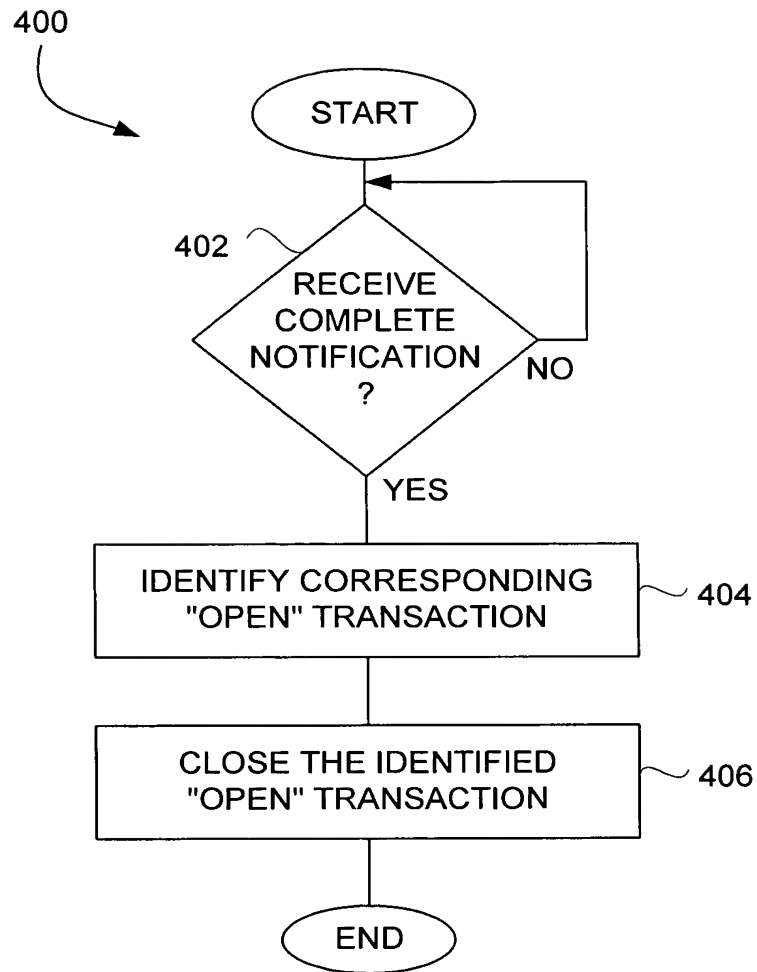 400
START
402
RECEIVE
COMPLETE
NOTIFICATION
?
NO
YES
IDENTIFY CORRESPONDING
"OPEN" TRANSACTION
404
CLOSE THE IDENTIFIED
"OPEN" TRANSACTION
406
END